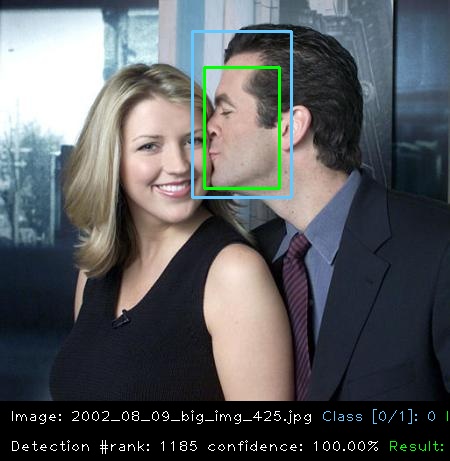 Image: 2002_08_09_big_img_425.jpg Class [0/1]: 0
Detection #rank: 1185 confidence: 100.00% Result: